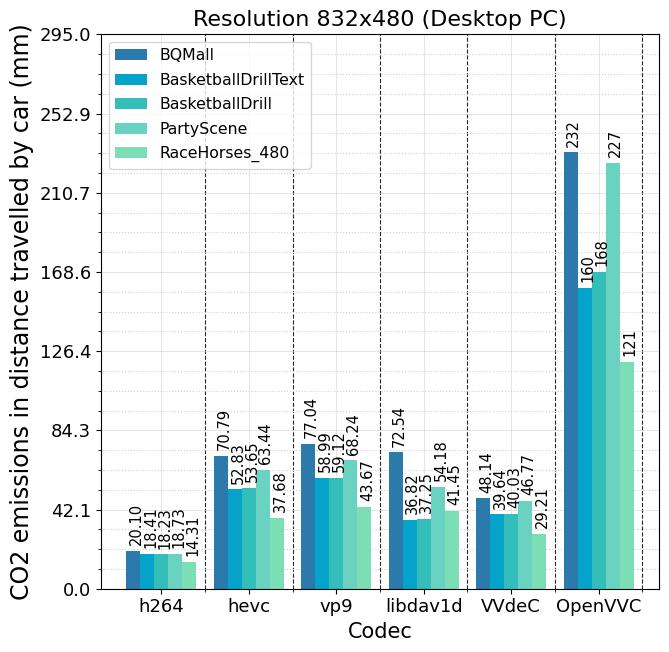 Resolution 832x480 (Desktop PC)
CO2 emissions in distance travelled by car (mm)
295.0
252.9
210.7
168.6
126.4
84.3
42.1
0.0
BQMall
BasketballDrillText
BasketballDrill
PartyScene
RaceHorses_480
20.10
18.41
18.23
18.73
14.31
70.79
52.83
53.65
63.44
37.68
77.04
58.99
59.12
68.24
43.67
72.54
36.82
37.25
54.18
41.45
48.14
39.64
40.03
46.77
29.21
232
160
168
227
121
h264
hevc
vp9
libdav1d
VVdeC
OpenVVC
Codec